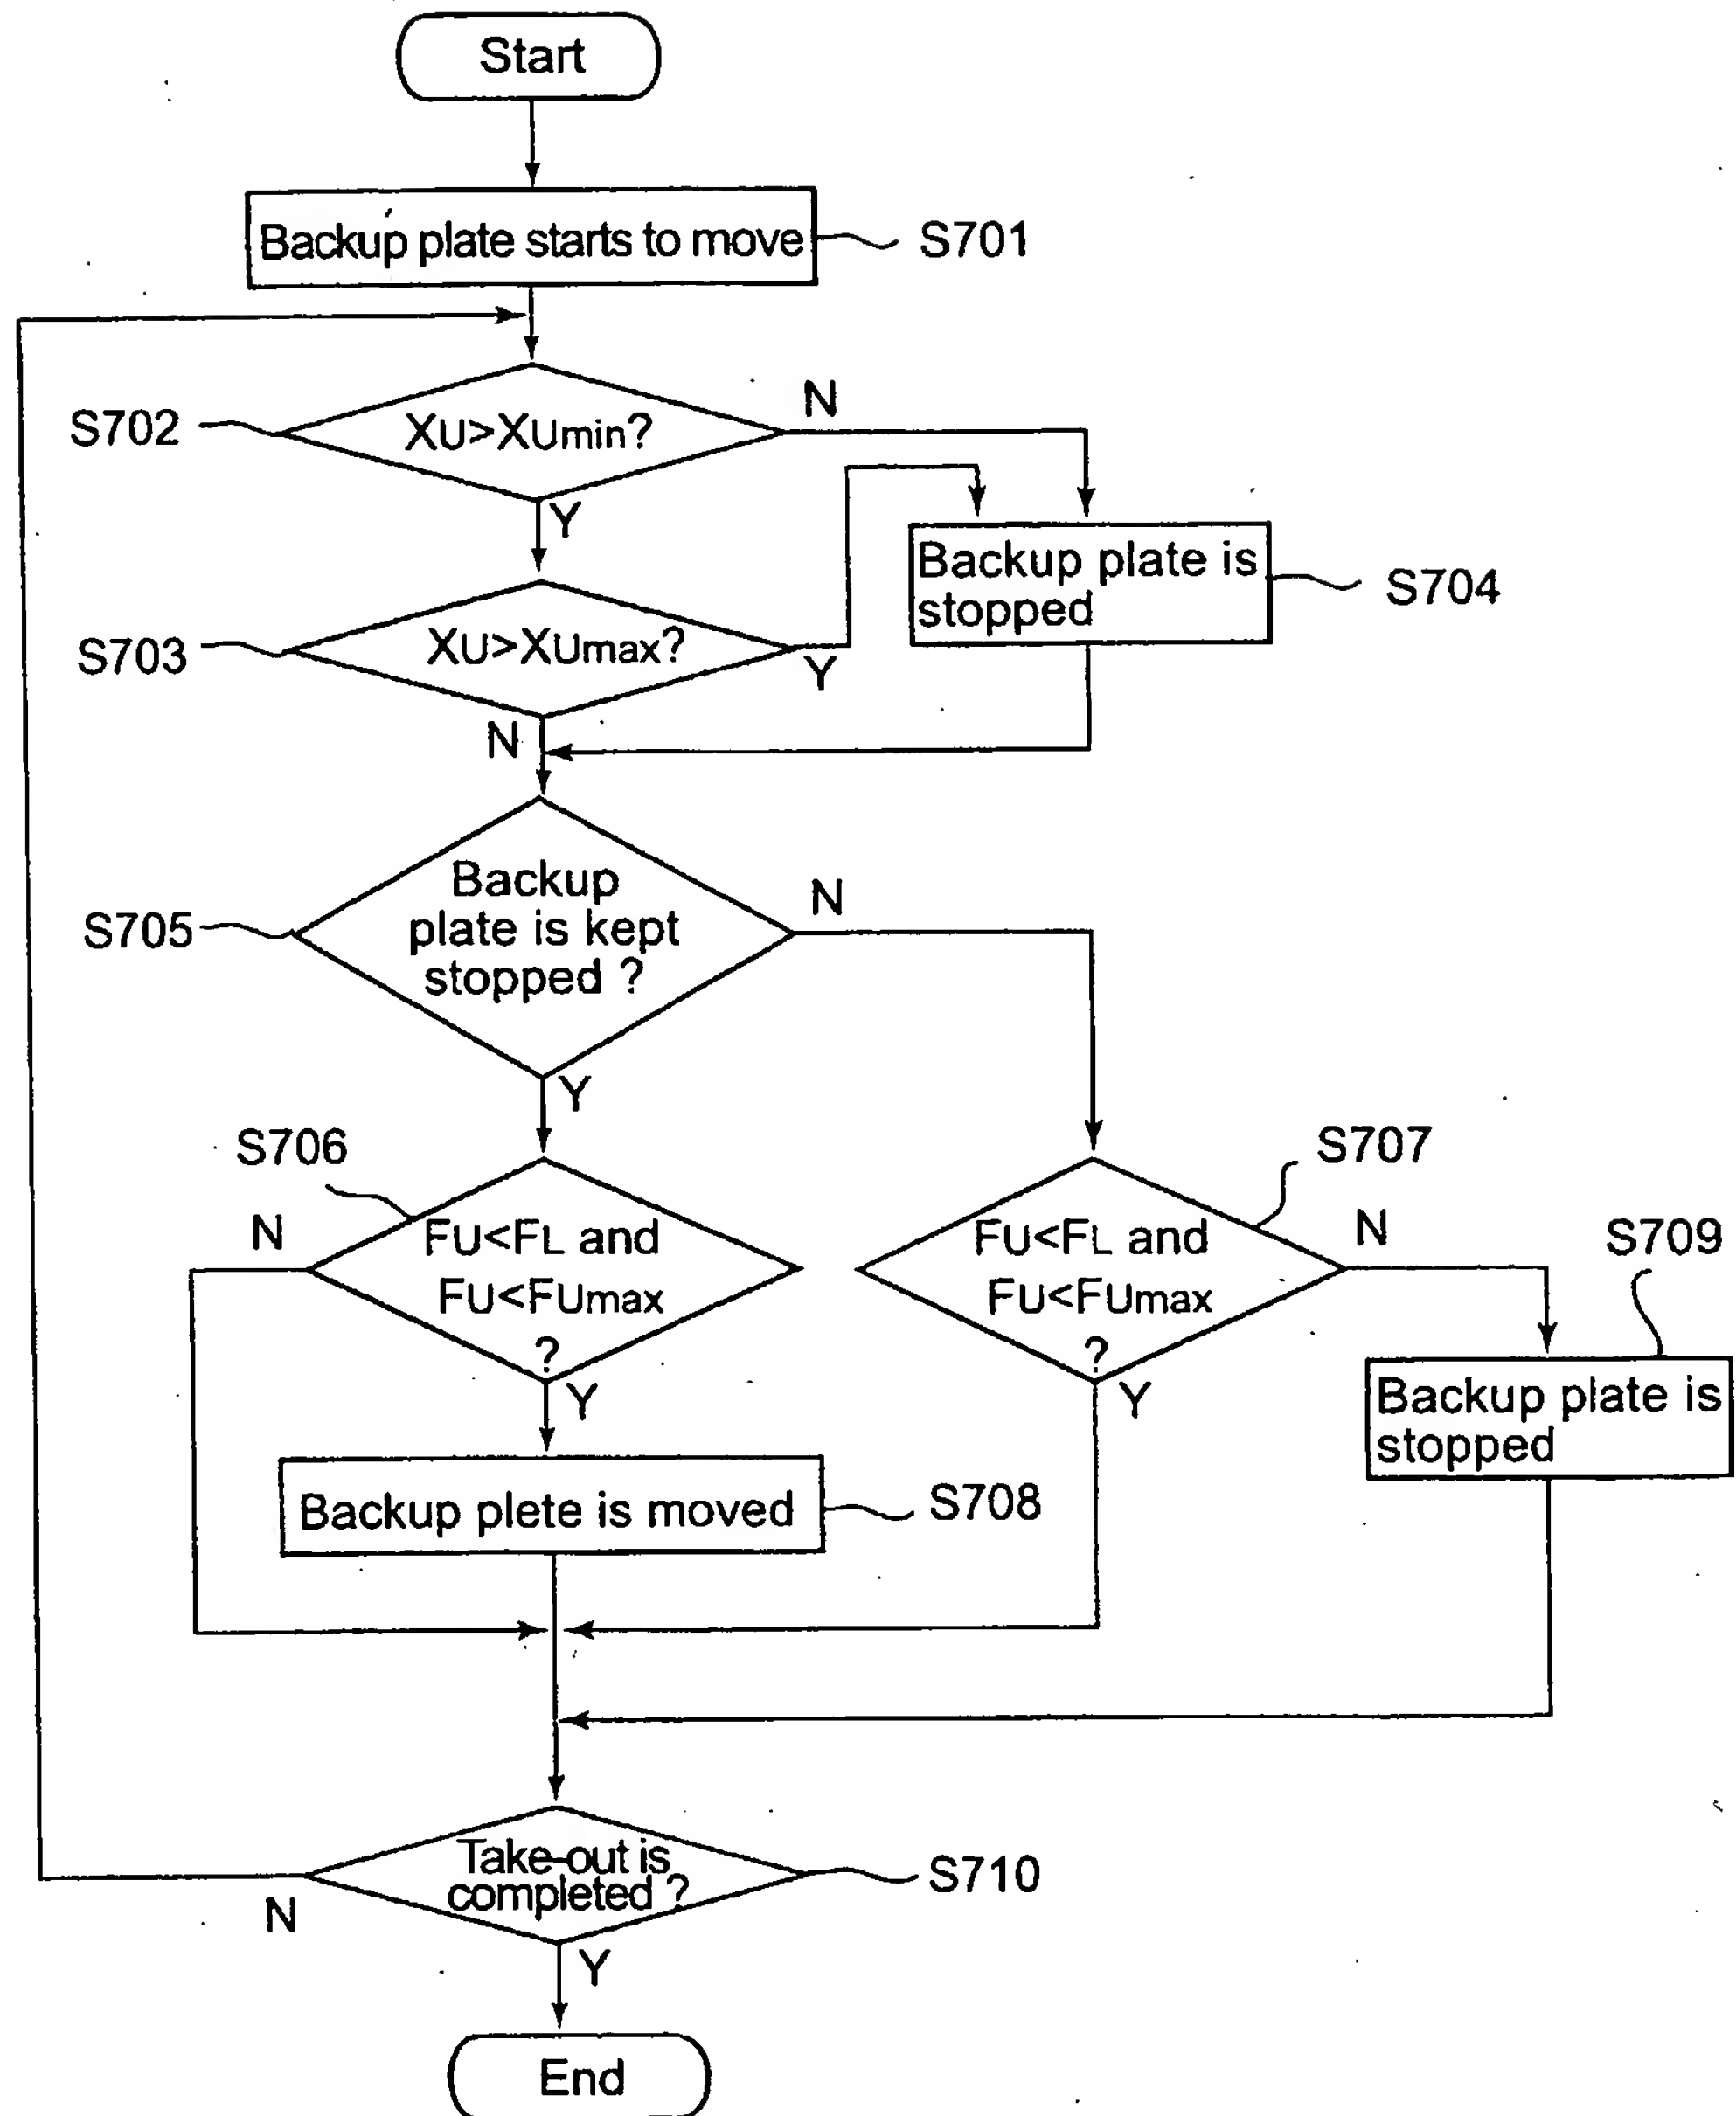 Start
Backup plate starts to move
S701
S702
XU>XUmin?
N
Y
Backup plate is
stopped
S704
S703
XU>XUmax?
Y
N
S705
Backup
plate is kept
stopped ?
N
Y
S706
N
FU<FL and
FU<FUmax
?
Y
S707
FU<FL and
FU<FUmax
?
N
Y
S709
Backup plate is
stopped
Backup plete is moved
S708
Take-out is
completed ?
S710
N
Y
End